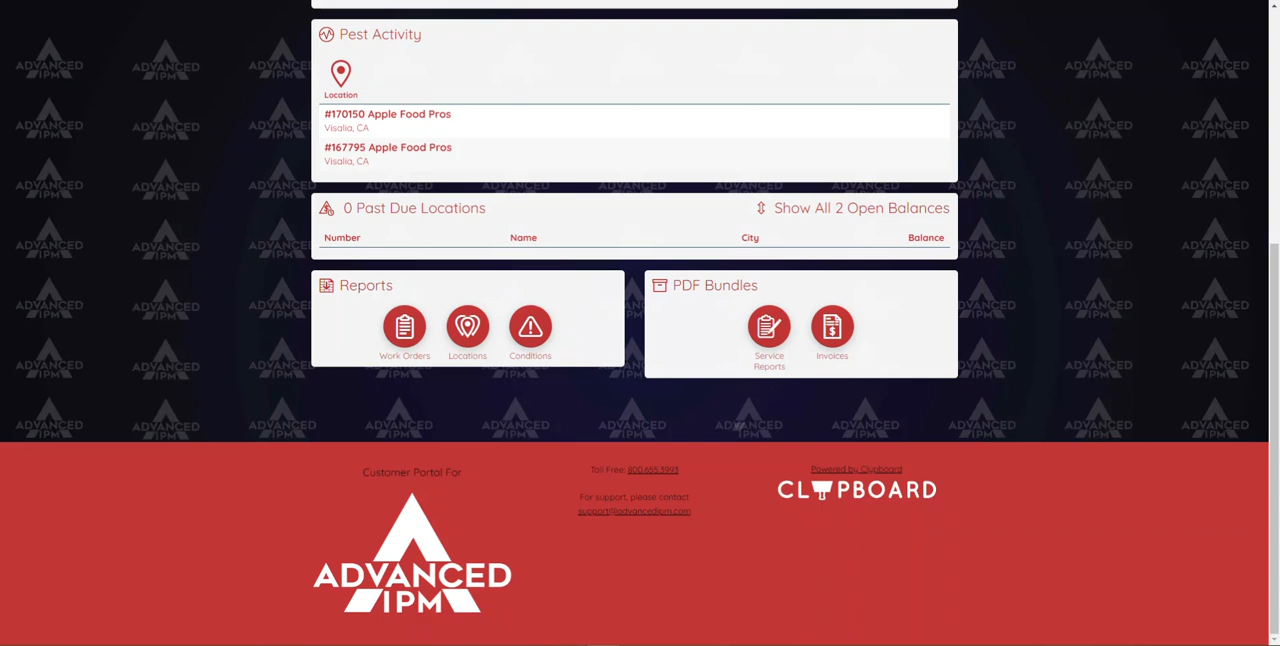 Pest Activity
Location
#170150 Apple Food Pros
Visalia, CA
#167795 Apple Food Pros
Visalia, CA
0 Past Due Locations
Show All 2 Open Balances
Number Name City Balance
Reports
Work Orders Locations Conditions
PDF Bundles
Service Reports
Invoices
Customer Portal For
ADVANCED
IPM
Toll Free: 800.655.3993
For support, please contact
support@advancedipm.com
Powered by Clypboard
CLYPBOARD